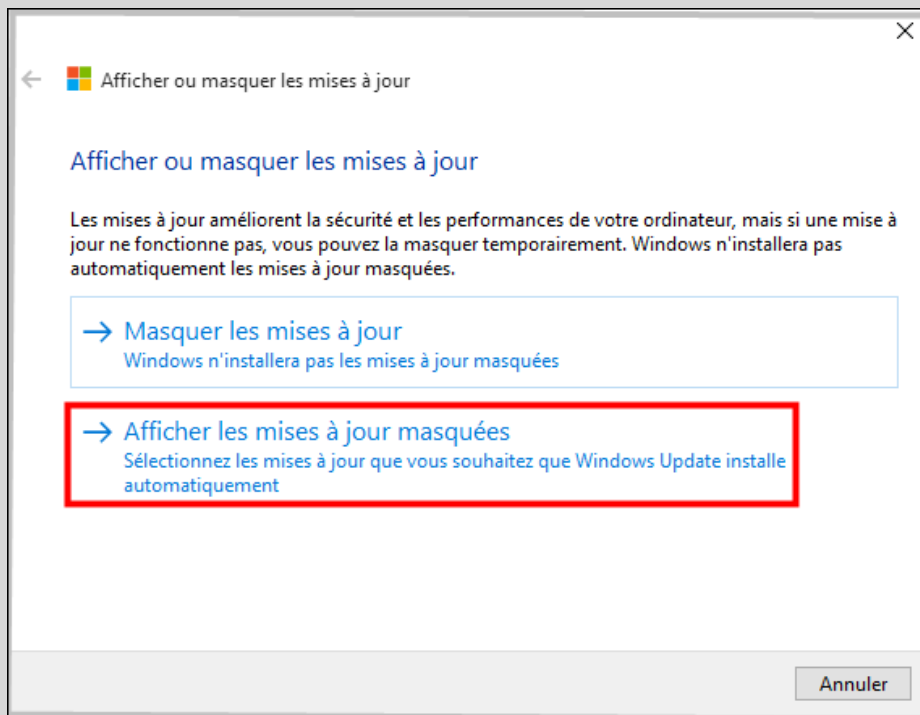 Afficher ou masquer les mises à jour
Afficher ou masquer les mises à jour
Les mises à jour améliorent la sécurité et les performances de votre ordinateur, mais si une mise à
jour ne fonctionne pas, vous pouvez la masquer temporairement. Windows n'installera pas
automatiquement les mises à jour masquées.
Masquer les mises à jour
Windows n'installera pas les mises à jour masquées
Afficher les mises à jour masquées
Sélectionnez les mises à jour que vous souhaitez que Windows Update installe
automatiquement
Annuler